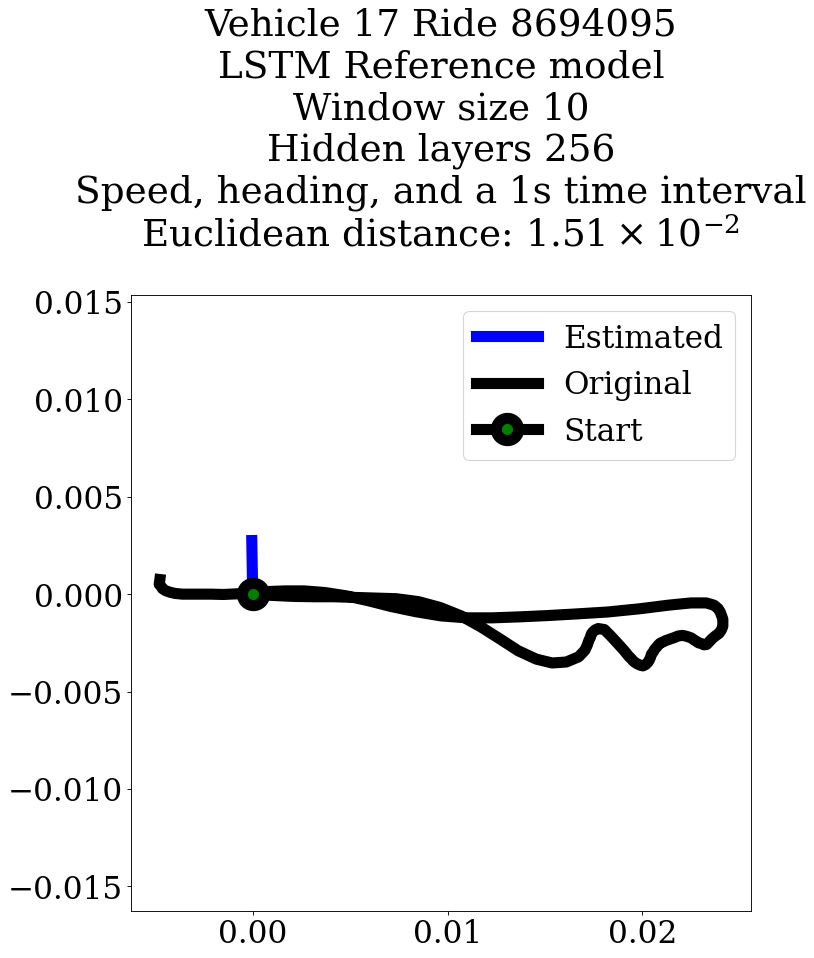 Vehicle 17 Ride 8694095
LSTM Reference model
Window size 10
Hidden layers 256
Speed, heading, and a 1s time interval
Euclidean distance: 1.51 × 10⁻²
0.015
Estimated
0.010
Original
Start
0.005
0.000
−0.005
−0.010
−0.015
0.00 0.01 0.02